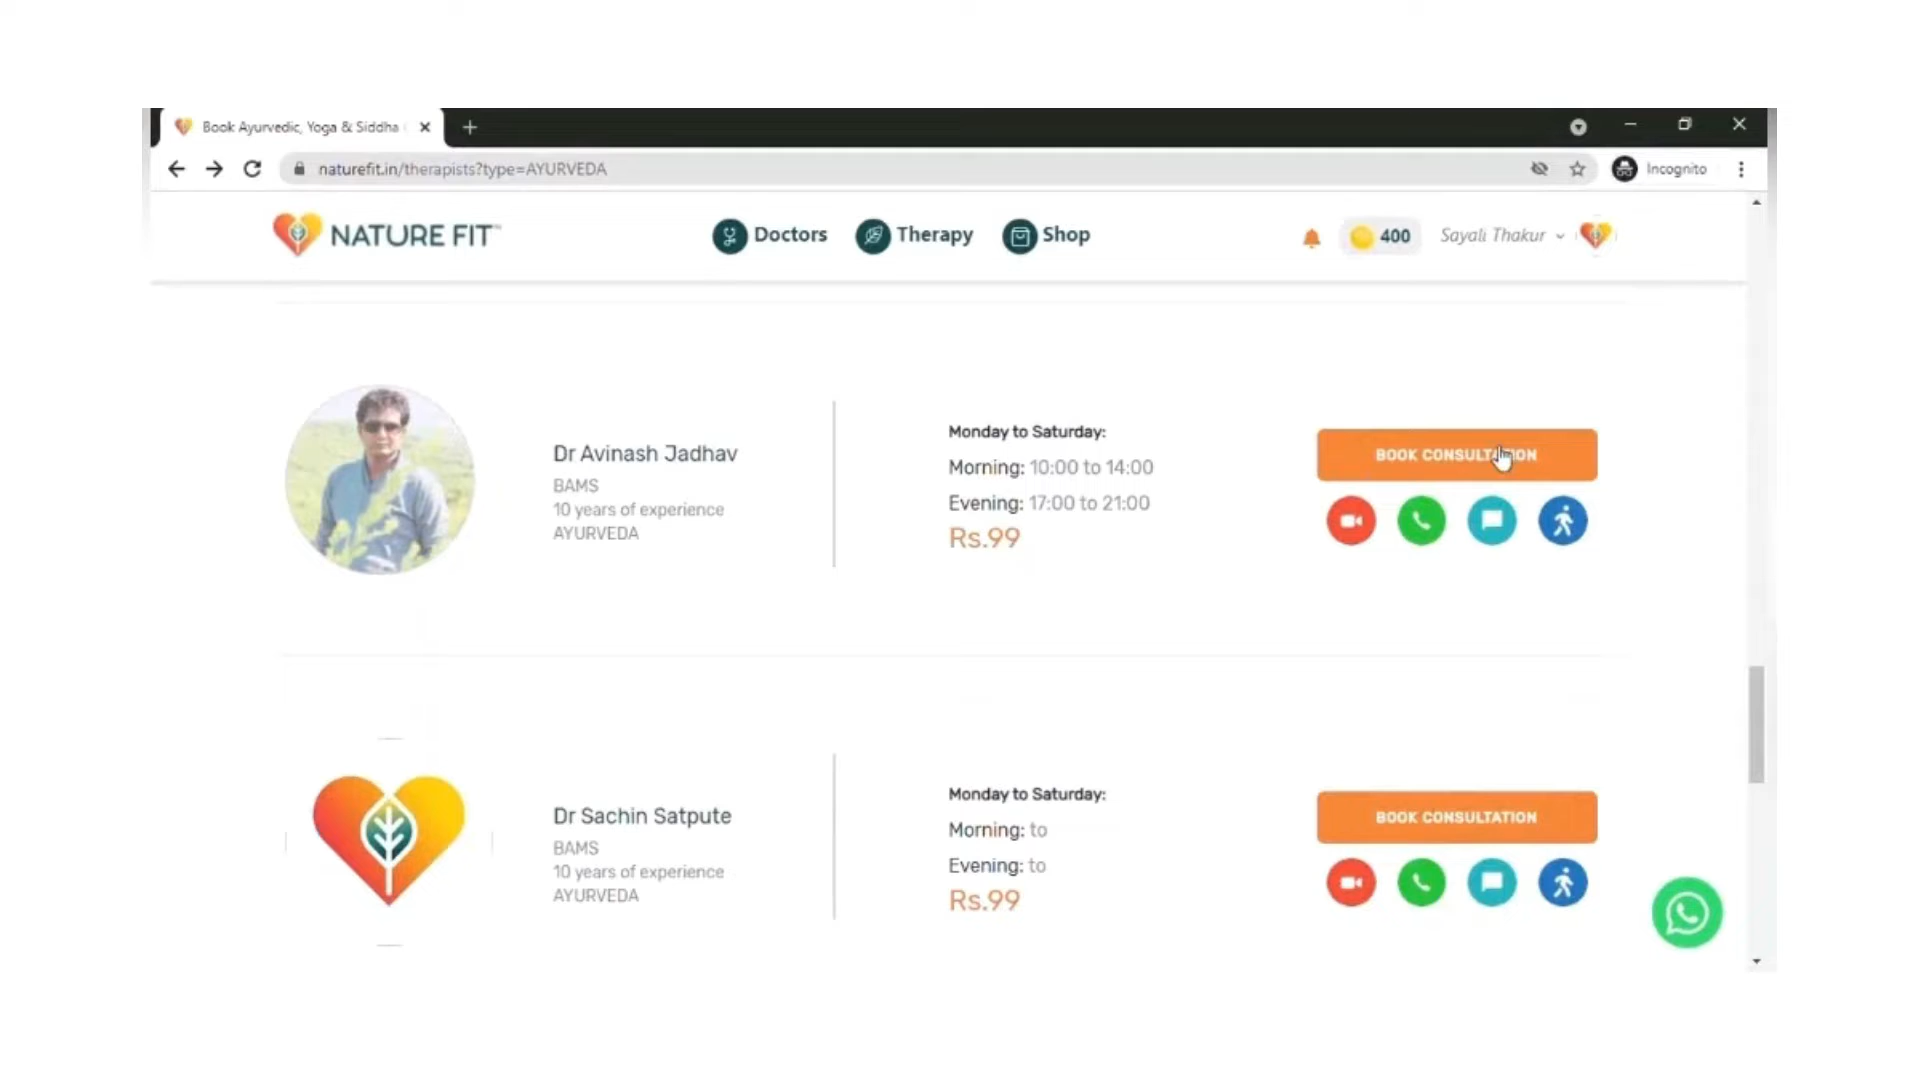 Book Ayurvedic, Yoga & Siddha
naturefit.in/therapists?type=AYURVEDA
Incognito
NATURE FIT™
Doctors
Therapy
Shop
400
Sayali Thakur
Dr Avinash Jadhav
BAMS
10 years of experience
AYURVEDA
Monday to Saturday:
Morning: 10:00 to 14:00
Evening: 17:00 to 21:00
Rs.99
BOOK CONSULTATION
Dr Sachin Satpute
BAMS
10 years of experience
AYURVEDA
Monday to Saturday:
Morning: to
Evening: to
Rs.99
BOOK CONSULTATION